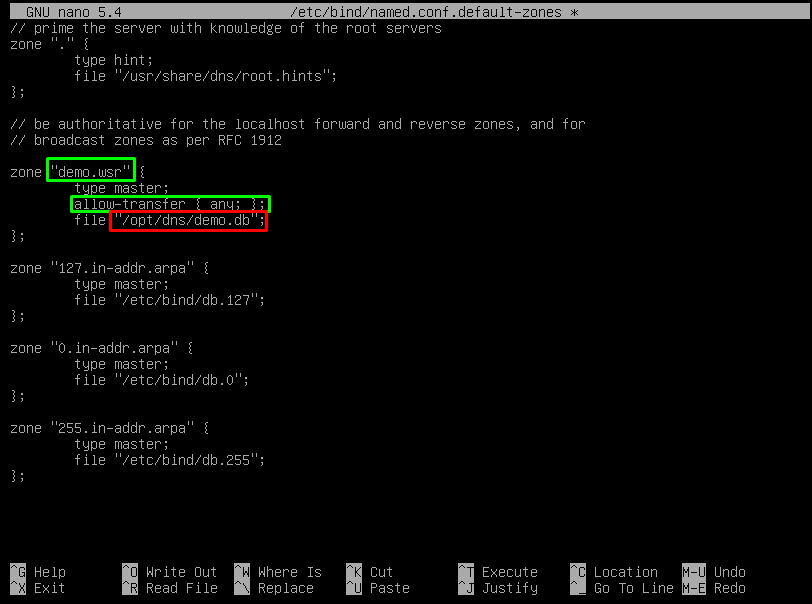 GNU nano 5.4 /etc/bind/named.conf.default-zones *
// prime the server with knowledge of the root servers
zone "." {
        type hint;
        file "/usr/share/dns/root.hints";
};

// be authoritative for the localhost forward and reverse zones, and for
// broadcast zones as per RFC 1912

zone "demo.wsr" {
        type master;
        allow-transfer { any; };
        file "/opt/dns/demo.db";
};

zone "127.in-addr.arpa" {
        type master;
        file "/etc/bind/db.127";
};

zone "0.in-addr.arpa" {
        type master;
        file "/etc/bind/db.0";
};

zone "255.in-addr.arpa" {
        type master;
        file "/etc/bind/db.255";
};

^G Help ^O Write Out ^W Where Is ^K Cut ^T Execute ^C Location M-U Undo
^X Exit ^R Read File ^\ Replace ^U Paste ^J Justify ^_ Go To Line M-E Redo